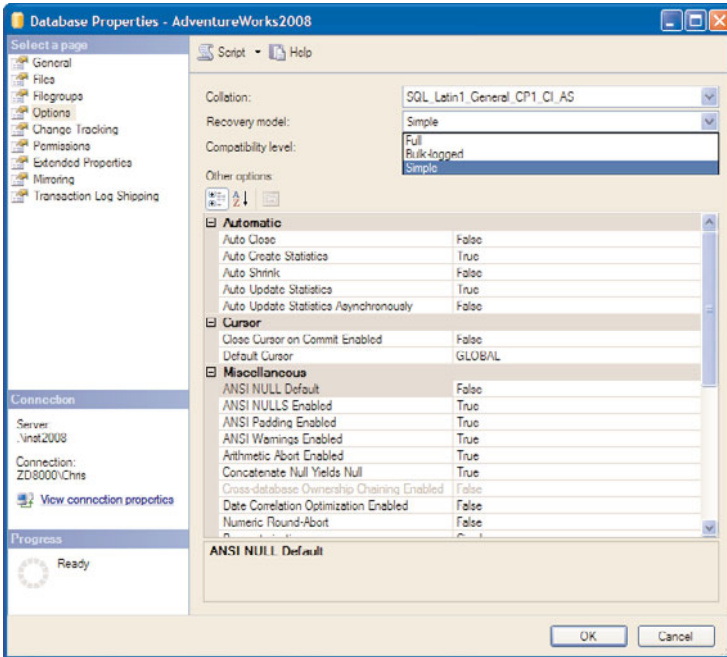 Database Properties - AdventureWorks2008
Select a page
General
Files
Filegroups
Options
Change Tracking
Permissions
Extended Properties
Mirroring
Transaction Log Shipping
Script Help
Collation: SQL_Latin1_General_CP1_CI_AS
Recovery model: Simple
Full
Compatibility level: Bulk-logged
Simple
Other options:
Automatic
Auto Close False
Auto Create Statistics True
Auto Shrink False
Auto Update Statistics True
Auto Update Statistics Asynchronously False
Cursor
Close Cursor on Commit Enabled False
Default Cursor GLOBAL
Miscellaneous
ANSI NULL Default False
ANSI NULLS Enabled True
ANSI Padding Enabled True
ANSI Warnings Enabled True
Arithmetic Abort Enabled True
Concatenate Null Yields Null True
Cross-database Ownership Chaining Enabled False
Date Correlation Optimization Enabled False
Numeric Round-Abort False
ANSI NULL Default
Connection
Server:
.\inst2008
Connection:
ZD8000\Chris
View connection properties
Progress
Ready
OK Cancel